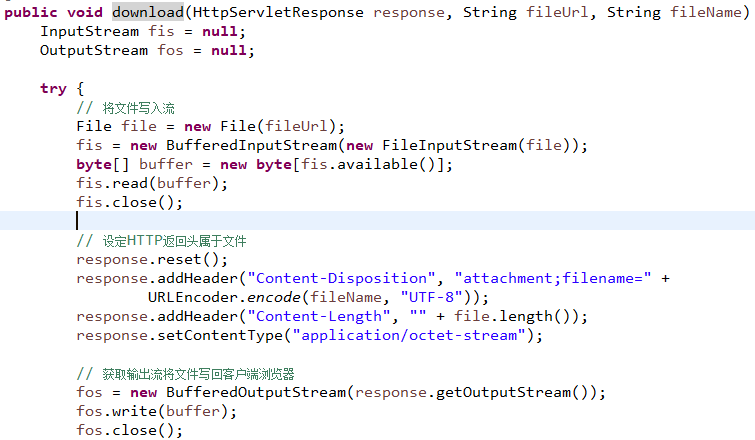 public void download(HttpServletResponse response, String fileUrl, String fileName)
    InputStream fis = null;
    OutputStream fos = null;

    try {
        // 将文件写入流
        File file = new File(fileUrl);
        fis = new BufferedInputStream(new FileInputStream(file));
        byte[] buffer = new byte[fis.available()];
        fis.read(buffer);
        fis.close();

        // 设定HTTP返回头属于文件
        response.reset();
        response.addHeader("Content-Disposition", "attachment;filename=" +
                URLEncoder.encode(fileName, "UTF-8"));
        response.addHeader("Content-Length", "" + file.length());
        response.setContentType("application/octet-stream");

        // 获取输出流将文件写回客户端浏览器
        fos = new BufferedOutputStream(response.getOutputStream());
        fos.write(buffer);
        fos.close();